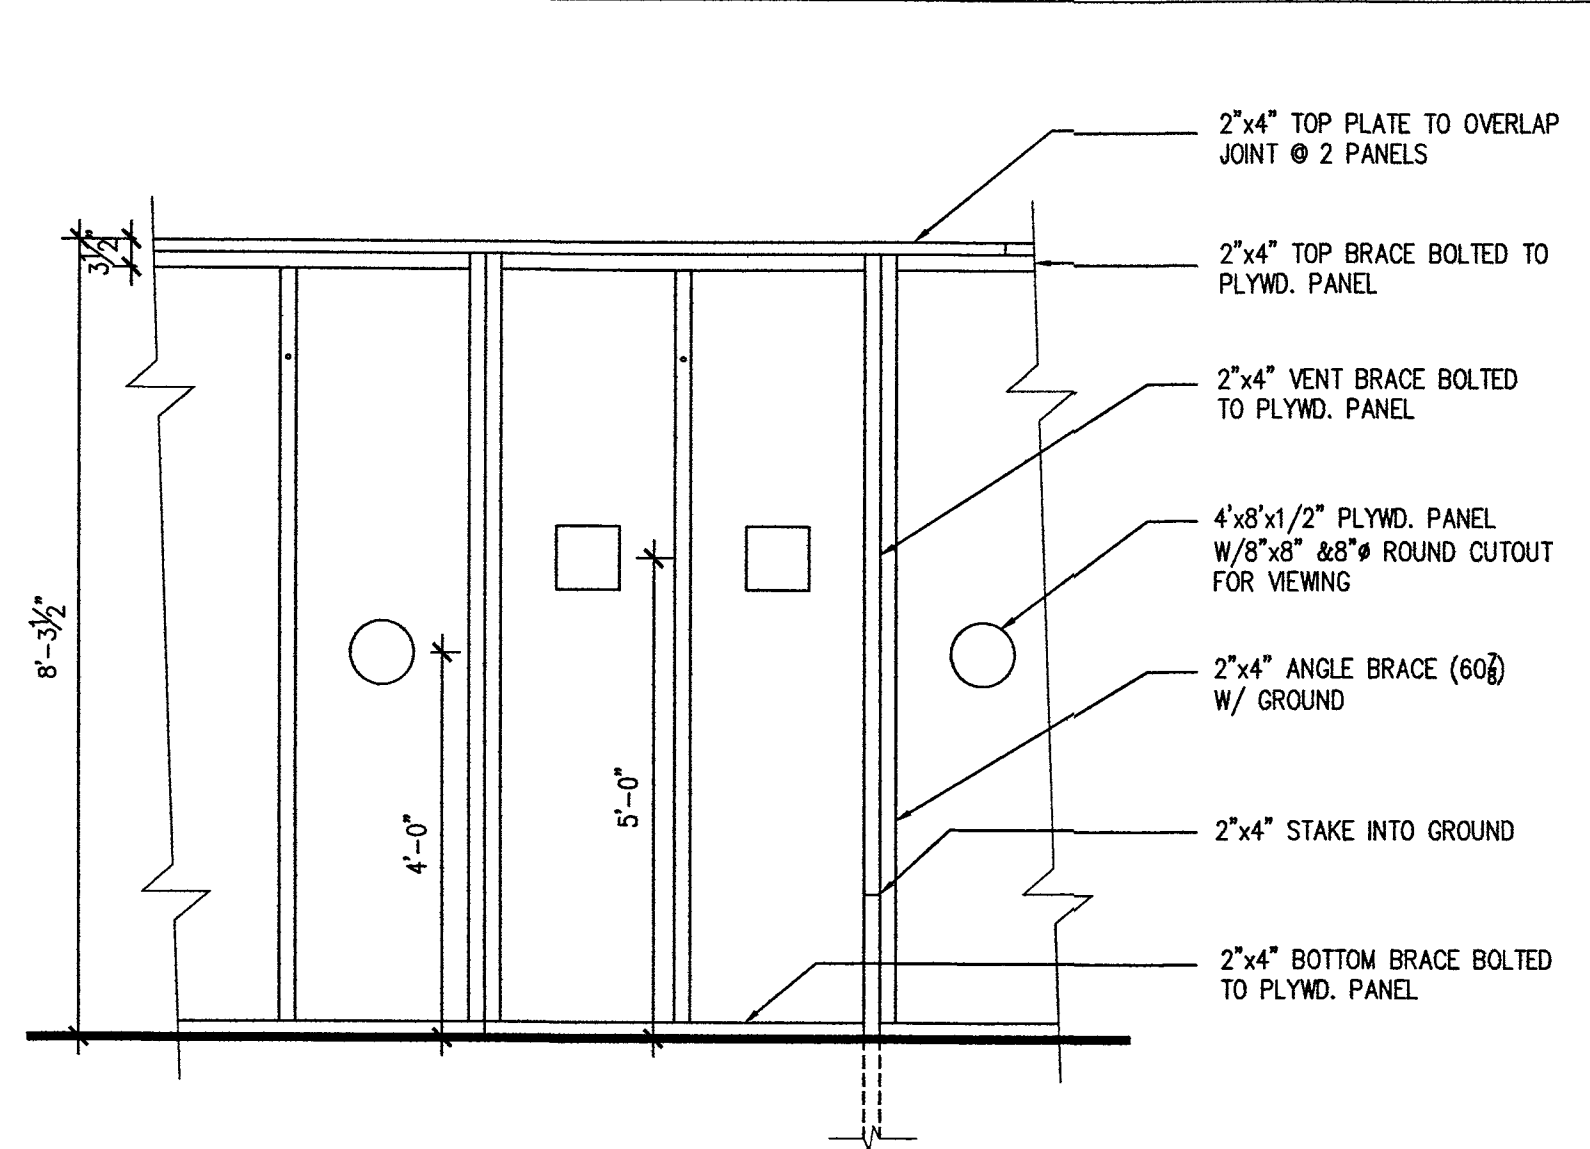 2"x4" TOP PLATE TO OVERLAP
JOINT @ 2 PANELS
3½"
2"x4" TOP BRACE BOLTED TO
PLYWD. PANEL
2"x4" VENT BRACE BOLTED
TO PLYWD. PANEL
4'x8'x1/2" PLYWD. PANEL
W/8"x8" &8"ø ROUND CUTOUT
FOR VIEWING
8'-3½"
2"x4" ANGLE BRACE (60⅞)
W/ GROUND
5'-0"
4'-0"
2"x4" STAKE INTO GROUND
2"x4" BOTTOM BRACE BOLTED
TO PLYWD. PANEL